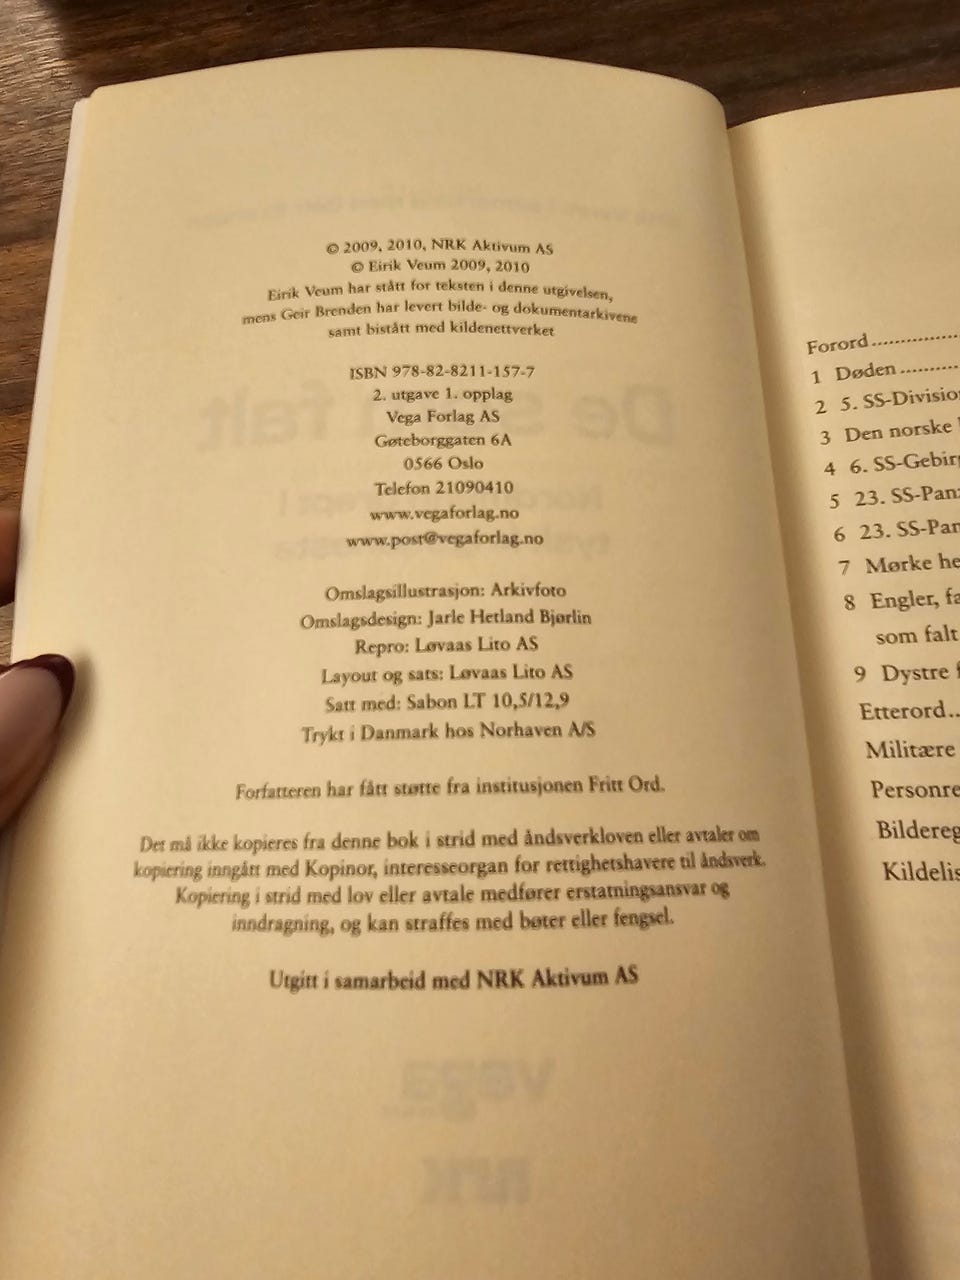 © 2009, 2010, NRK Aktivum AS
© Eirik Veum 2009, 2010
Eirik Veum har stått for teksten i denne utgivelsen,
mens Geir Brenden har levert bilde- og dokumentarkivene
samt bistått med kildenettverket
ISBN 978-82-8211-157-7
2. utgave 1. opplag
Vega Forlag AS
Gøteborggaten 6A
0566 Oslo
Telefon 21090410
www.vegaforlag.no
www.post@vegaforlag.no
Omslagsillustrasjon: Arkivfoto
Omslagsdesign: Jarle Hetland Bjørlin
Repro: Løvaas Lito AS
Layout og sats: Løvaas Lito AS
Satt med: Sabon LT 10,5/12,9
Trykt i Danmark hos Norhaven A/S
Forfatteren har fått støtte fra institusjonen Fritt Ord.
Det må ikke kopieres fra denne bok i strid med åndsverkloven eller avtaler om
kopiering inngått med Kopinor, interesseorgan for rettighetshavere til åndsverk.
Kopiering i strid med lov eller avtale medfører erstatningsansvar og
inndragning, og kan straffes med bøter eller fengsel.
Utgitt i samarbeid med NRK Aktivum AS
vega
NRK
Forord
1 Døden
2 5. SS-Divisio
3 Den norske
4 6. SS-Gebir
5 23. SS-Pan
6 23. SS-Pan
7 Mørke he
8 Engler, fa
som falt
9 Dystre f
Etterord
Militære
Personre
Bildereg
Kildelis